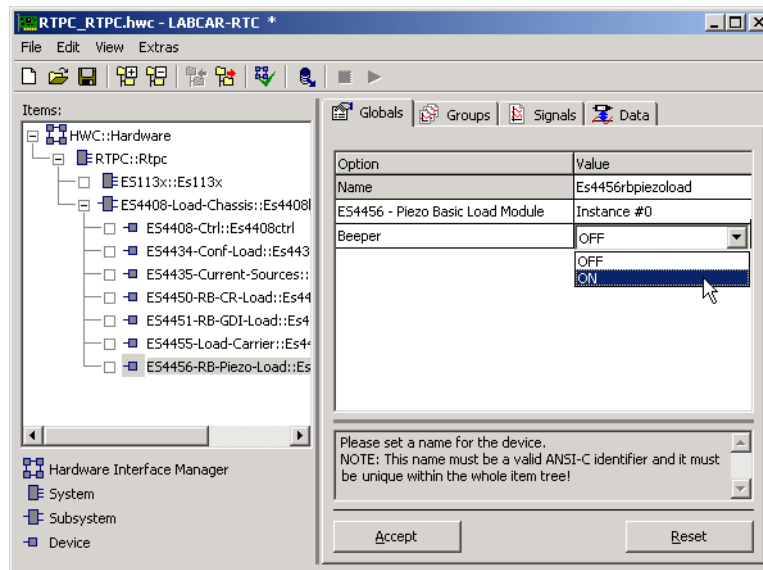 RTPC_RTPC.hwc - LABCAR-RTC *
File Edit View Extras
Items:
HWC::Hardware
RTPC::Rtpc
ES113x::Es113x
ES4408-Load-Chassis::Es4408l
ES4408-Ctrl::Es4408ctrl
ES4434-Conf-Load::Es443
ES4435-Current-Sources::
ES4450-RB-CR-Load::Es44
ES4451-RB-GDI-Load::Es4
ES4455-Load-Carrier::Es4
ES4456-RB-Piezo-Load::Es
Hardware Interface Manager
System
Subsystem
Device
Globals Groups Signals Data
Option Value
Name Es4456rbpiezoload
ES4456 - Piezo Basic Load Module Instance #0
Beeper OFF
OFF
ON
Please set a name for the device.
NOTE: This name must be a valid ANSI-C identifier and it must
be unique within the whole item tree!
Accept Reset